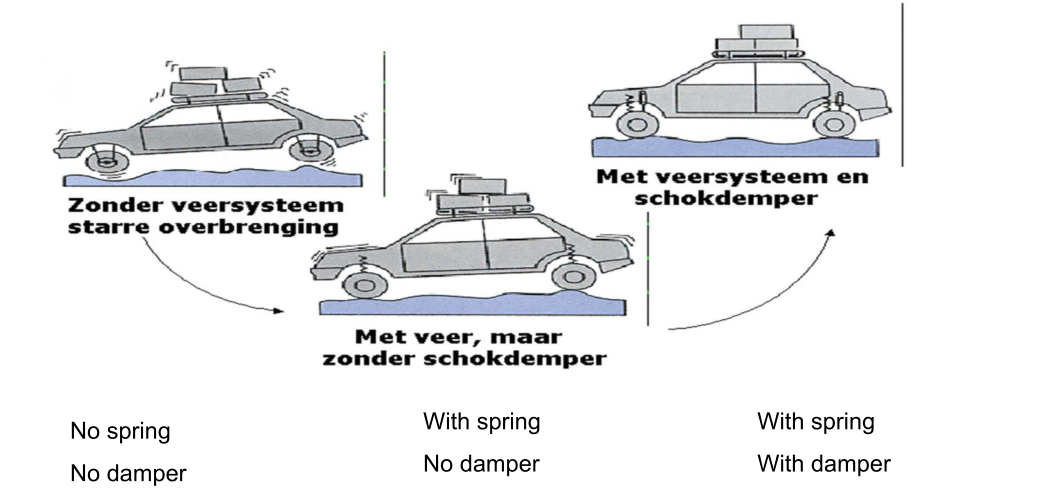 Zonder veersysteem
starre overbrenging
Met veer, maar
zonder schokdemper
Met veersysteem en
schokdemper
No spring
No damper
With spring
No damper
With spring
With damper